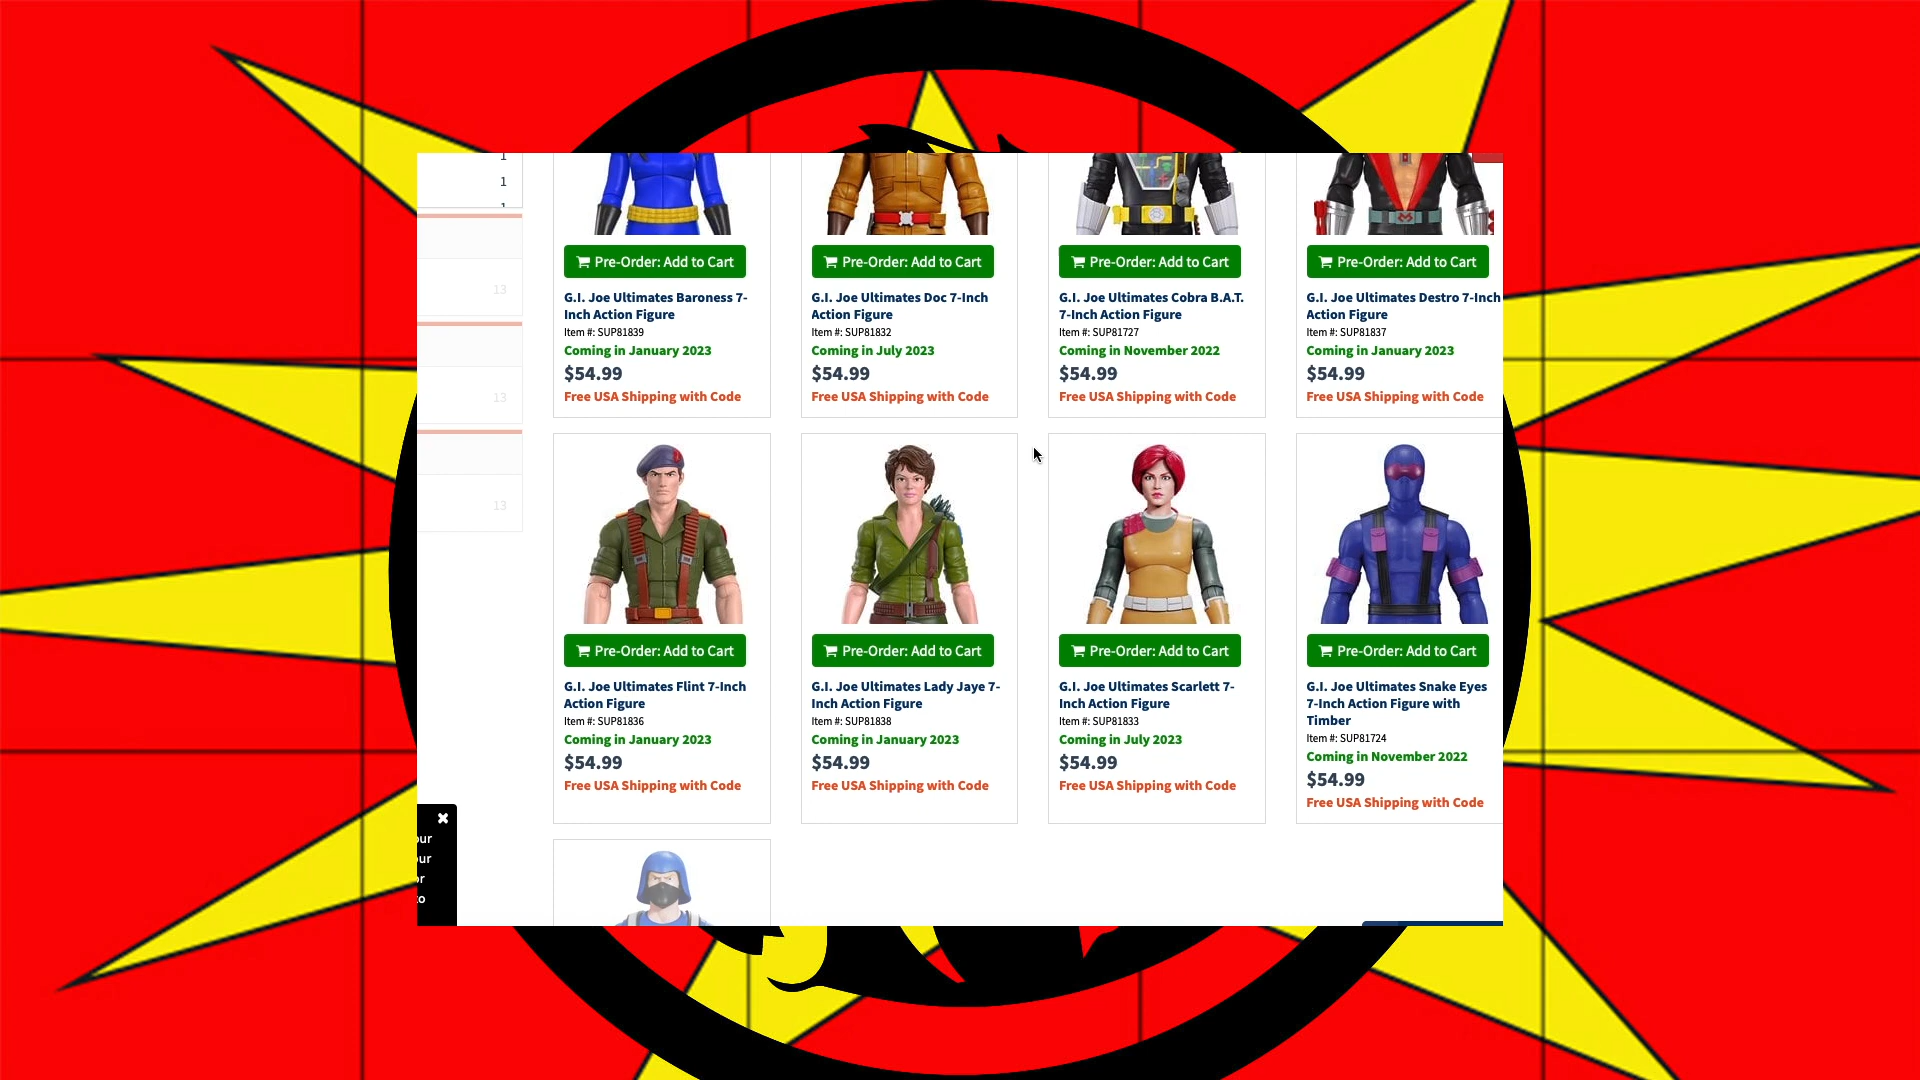 1
1
13
13
13
Pre-Order: Add to Cart
G.I. Joe Ultimates Baroness 7-
Inch Action Figure
Item #: SUP81839
Coming in January 2023
$54.99
Free USA Shipping with Code
Pre-Order: Add to Cart
G.I. Joe Ultimates Doc 7-Inch
Action Figure
Item #: SUP81832
Coming in July 2023
$54.99
Free USA Shipping with Code
Pre-Order: Add to Cart
G.I. Joe Ultimates Cobra B.A.T.
7-Inch Action Figure
Item #: SUP81727
Coming in November 2022
$54.99
Free USA Shipping with Code
Pre-Order: Add to Cart
G.I. Joe Ultimates Destro 7-Inch
Action Figure
Item #: SUP81837
Coming in January 2023
$54.99
Free USA Shipping with Code
Pre-Order: Add to Cart
G.I. Joe Ultimates Flint 7-Inch
Action Figure
Item #: SUP81836
Coming in January 2023
$54.99
Free USA Shipping with Code
Pre-Order: Add to Cart
G.I. Joe Ultimates Lady Jaye 7-
Inch Action Figure
Item #: SUP81838
Coming in January 2023
$54.99
Free USA Shipping with Code
Pre-Order: Add to Cart
G.I. Joe Ultimates Scarlett 7-
Inch Action Figure
Item #: SUP81833
Coming in July 2023
$54.99
Free USA Shipping with Code
Pre-Order: Add to Cart
G.I. Joe Ultimates Snake Eyes
7-Inch Action Figure with
Timber
Item #: SUP81724
Coming in November 2022
$54.99
Free USA Shipping with Code